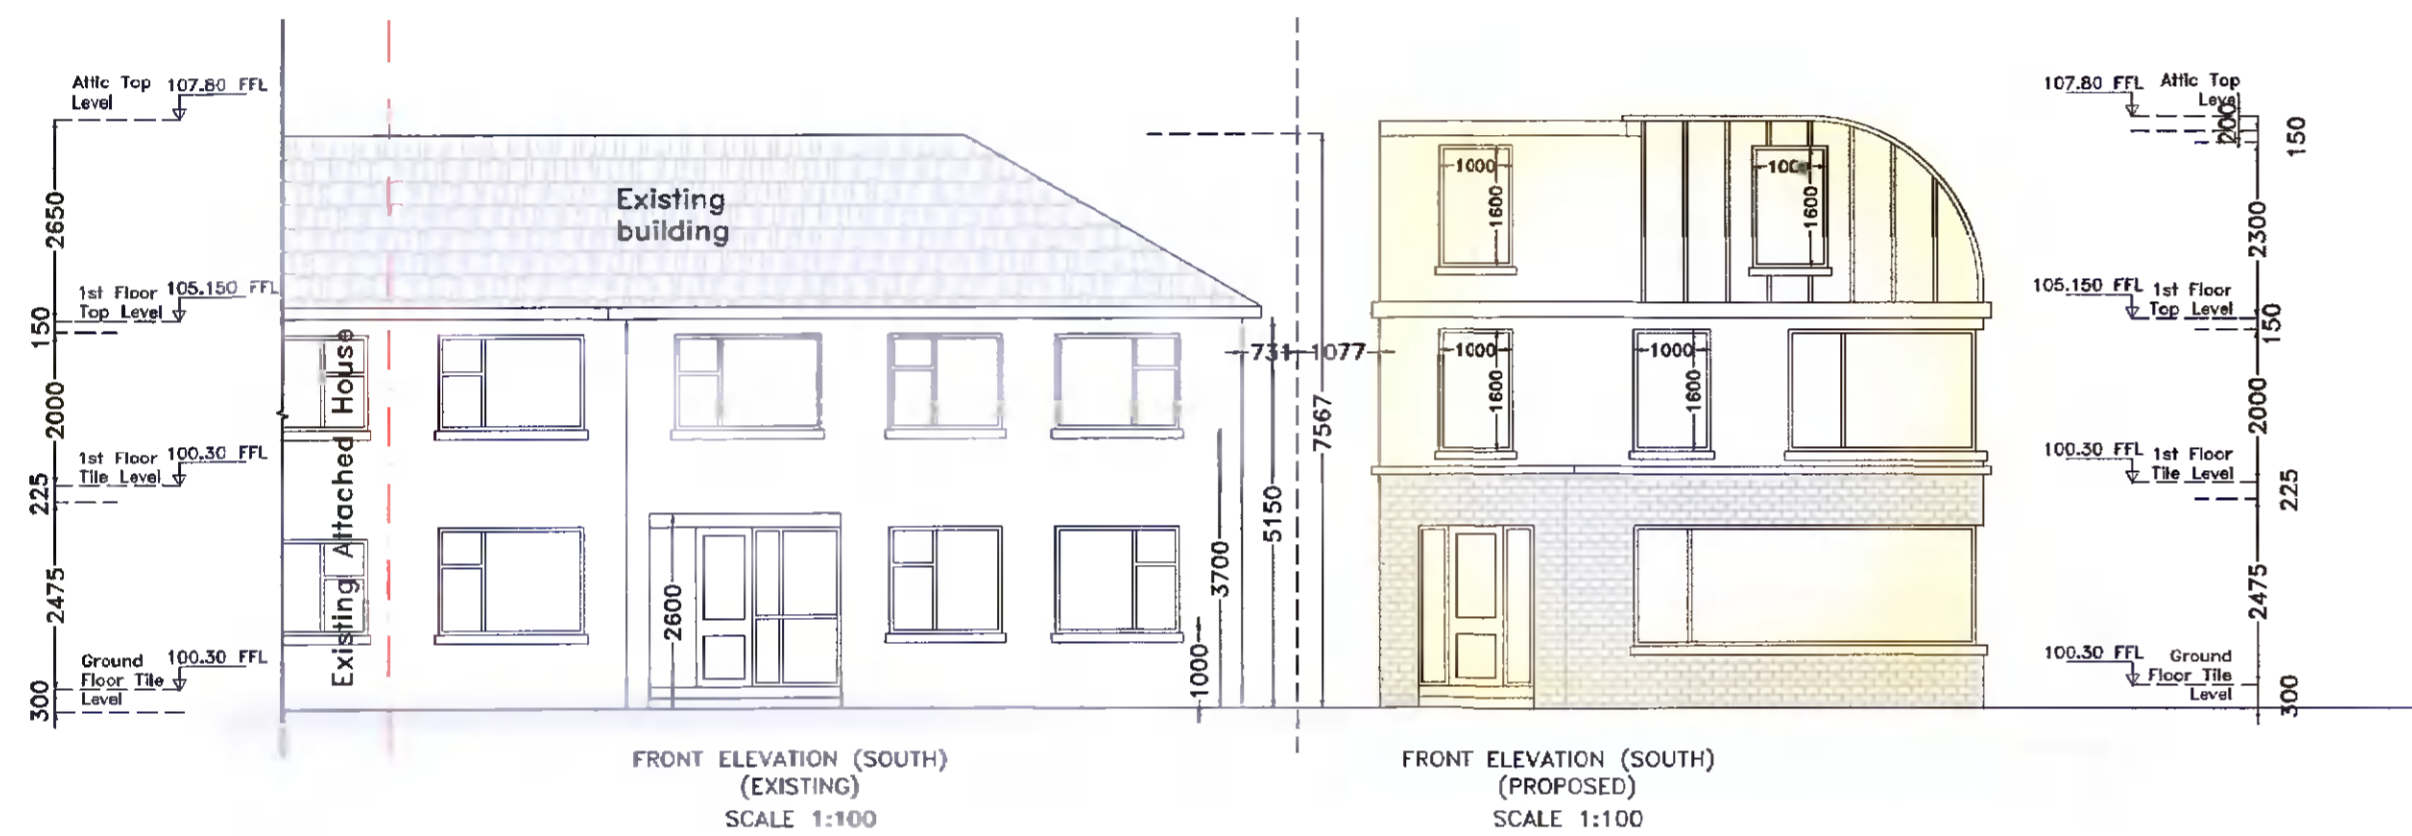 Attic Top 107.80 FFL
Level
2650
1st Floor 105.150 FFL
Top Level
150
2000
1st Floor 100.30 FFL
Tile Level
225
2475
Ground 100.30 FFL
Floor Tile
Level
300
Existing Attached House
Existing
building
2600
1000
3700
5150
731 1077
7567
FRONT ELEVATION (SOUTH)
(EXISTING)
SCALE 1:100
1000
1600
1600
1000
1600
1000
1600
FRONT ELEVATION (SOUTH)
(PROPOSED)
SCALE 1:100
107.80 FFL Attic Top
Level
200
150
2300
105.150 FFL 1st Floor
Top Level
150
2000
100.30 FFL 1st Floor
Tile Level
225
2475
100.30 FFL Ground
Floor Tile
Level
300